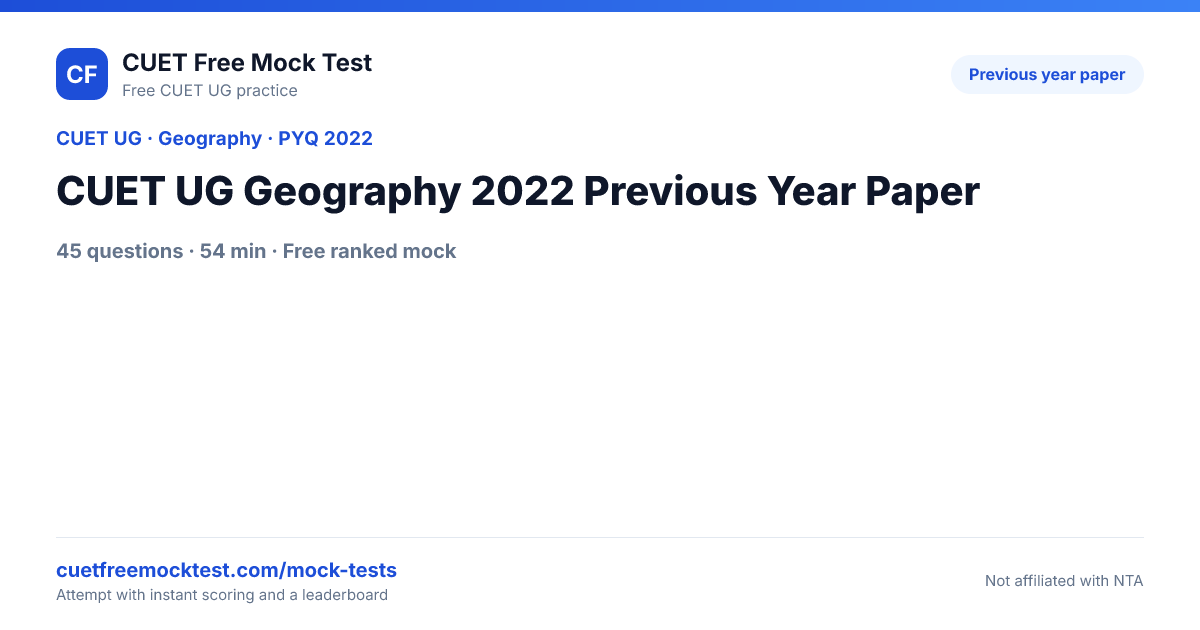 CF
CUET Free Mock Test
Free CUET UG practice
Previous year paper
CUET UG · Geography · PYQ 2022
CUET UG Geography 2022 Previous Year Paper
45 questions · 54 min · Free ranked mock
cuetfreemocktest.com/mock-tests
Attempt with instant scoring and a leaderboard
Not affiliated with NTA